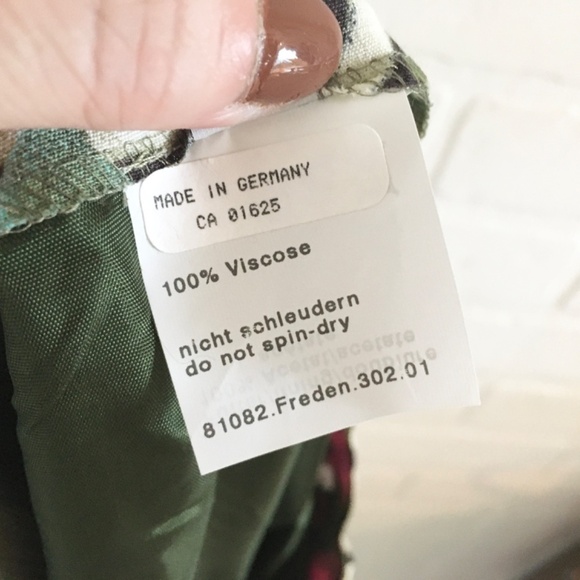 MADE IN GERMANY
CA 01625
100% Viscose
nicht schleudern
do not spin-dry
81082.Freden.302.01